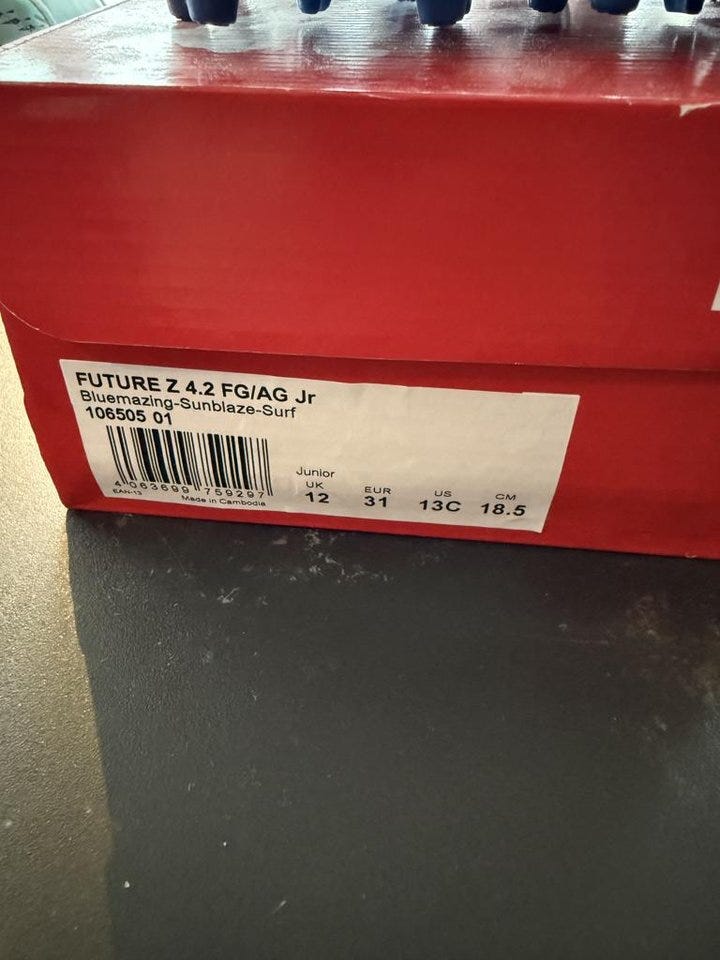 FUTURE Z 4.2 FG/AG Jr
Bluemazing-Sunblaze-Surf
106505 01
4 063699 759297
EAN-13 Made in Cambodia
Junior
UK EUR US CM
12 31 13C 18.5